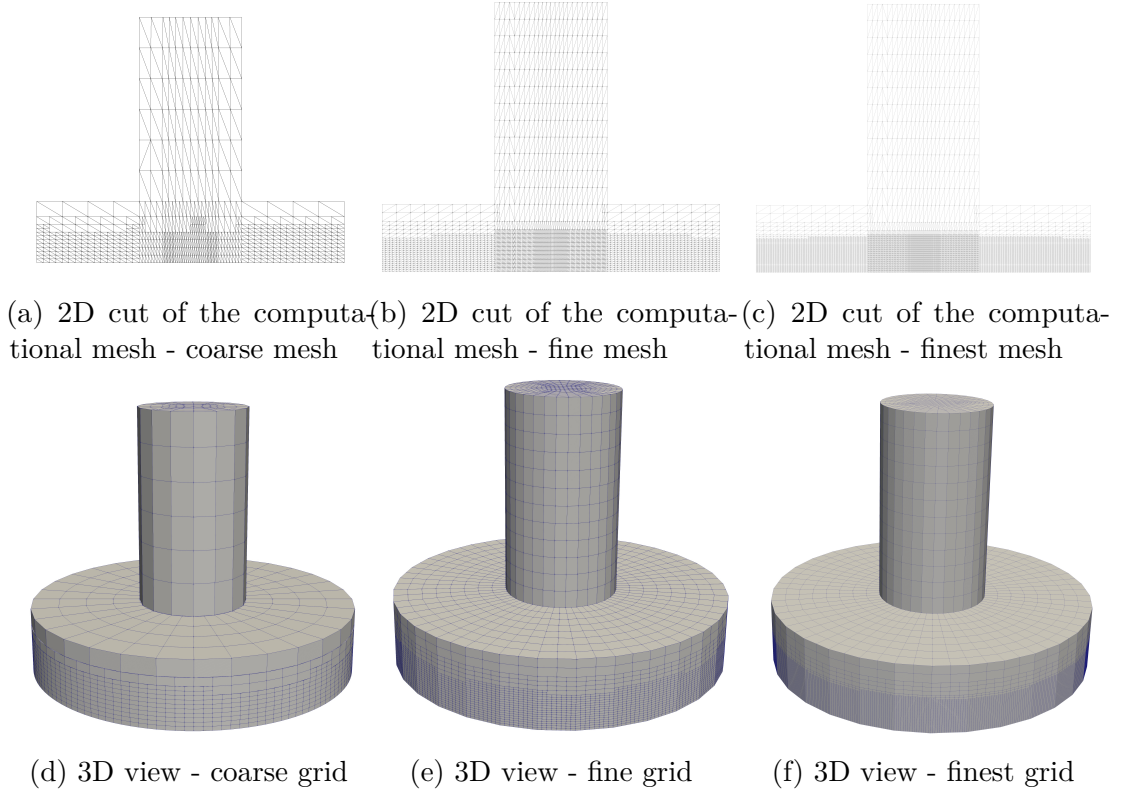 (a) 2D cut of the computa-
tional mesh - coarse mesh
(b) 2D cut of the computa-
tional mesh - fine mesh
(c) 2D cut of the computa-
tional mesh - finest mesh
(d) 3D view - coarse grid
(e) 3D view - fine grid
(f) 3D view - finest grid